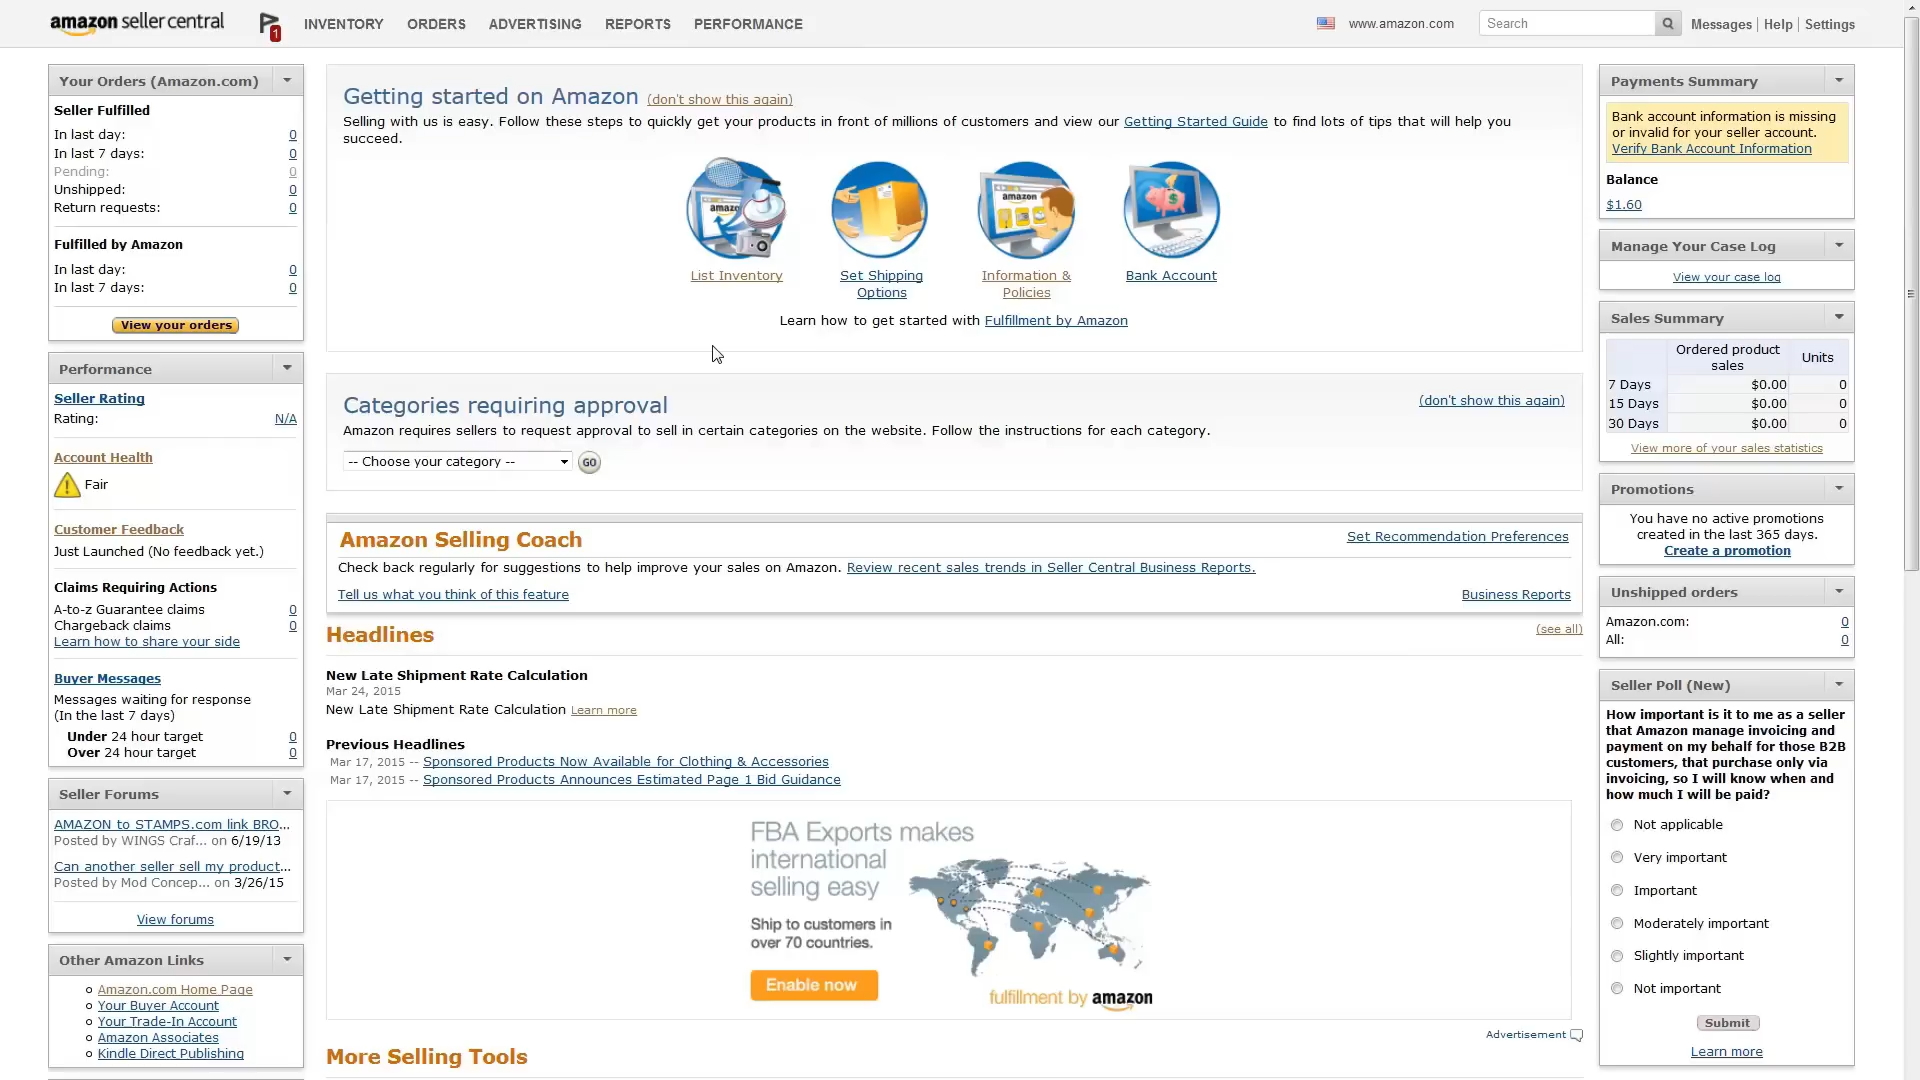 amazon seller central
1
INVENTORY
ORDERS
ADVERTISING
REPORTS
PERFORMANCE
www.amazon.com
Search
Messages | Help | Settings
Your Orders (Amazon.com)
Seller Fulfilled
In last day: 0
In last 7 days: 0
Pending: 0
Unshipped: 0
Return requests: 0
Fulfilled by Amazon
In last day: 0
In last 7 days: 0
View your orders
Performance
Seller Rating
Rating: N/A
Account Health
Fair
Customer Feedback
Just Launched (No feedback yet.)
Claims Requiring Actions
A-to-z Guarantee claims 0
Chargeback claims 0
Learn how to share your side
Buyer Messages
Messages waiting for response
(In the last 7 days)
Under 24 hour target 0
Over 24 hour target 0
Seller Forums
AMAZON to STAMPS.com link BRO...
Posted by WINGS Craf... on 6/19/13
Can another seller sell my product...
Posted by Mod Concep... on 3/26/15
View forums
Other Amazon Links
Amazon.com Home Page
Your Buyer Account
Your Trade-In Account
Amazon Associates
Kindle Direct Publishing
Getting started on Amazon (don't show this again)
Selling with us is easy. Follow these steps to quickly get your products in front of millions of customers and view our Getting Started Guide to find lots of tips that will help you
succeed.
amazon
amazon
List Inventory
Set Shipping
Options
Information &
Policies
Bank Account
Learn how to get started with Fulfillment by Amazon
Categories requiring approval
(don't show this again)
Amazon requires sellers to request approval to sell in certain categories on the website. Follow the instructions for each category.
-- Choose your category --
GO
Amazon Selling Coach
Set Recommendation Preferences
Check back regularly for suggestions to help improve your sales on Amazon. Review recent sales trends in Seller Central Business Reports.
Tell us what you think of this feature
Business Reports
Headlines
(see all)
New Late Shipment Rate Calculation
Mar 24, 2015
New Late Shipment Rate Calculation Learn more
Previous Headlines
Mar 17, 2015 -- Sponsored Products Now Available for Clothing & Accessories
Mar 17, 2015 -- Sponsored Products Announces Estimated Page 1 Bid Guidance
FBA Exports makes
international
selling easy
Ship to customers in
over 70 countries.
Enable now
fulfillment by amazon
Advertisement
More Selling Tools
Payments Summary
Bank account information is missing
or invalid for your seller account.
Verify Bank Account Information
Balance
$1.60
Manage Your Case Log
View your case log
Sales Summary
Ordered product
sales
Units
7 Days $0.00 0
15 Days $0.00 0
30 Days $0.00 0
View more of your sales statistics
Promotions
You have no active promotions
created in the last 365 days.
Create a promotion
Unshipped orders
Amazon.com: 0
All: 0
Seller Poll (New)
How important is it to me as a seller
that Amazon manage invoicing and
payment on my behalf for those B2B
customers, that purchase only via
invoicing, so I will know when and
how much I will be paid?
Not applicable
Very important
Important
Moderately important
Slightly important
Not important
Submit
Learn more